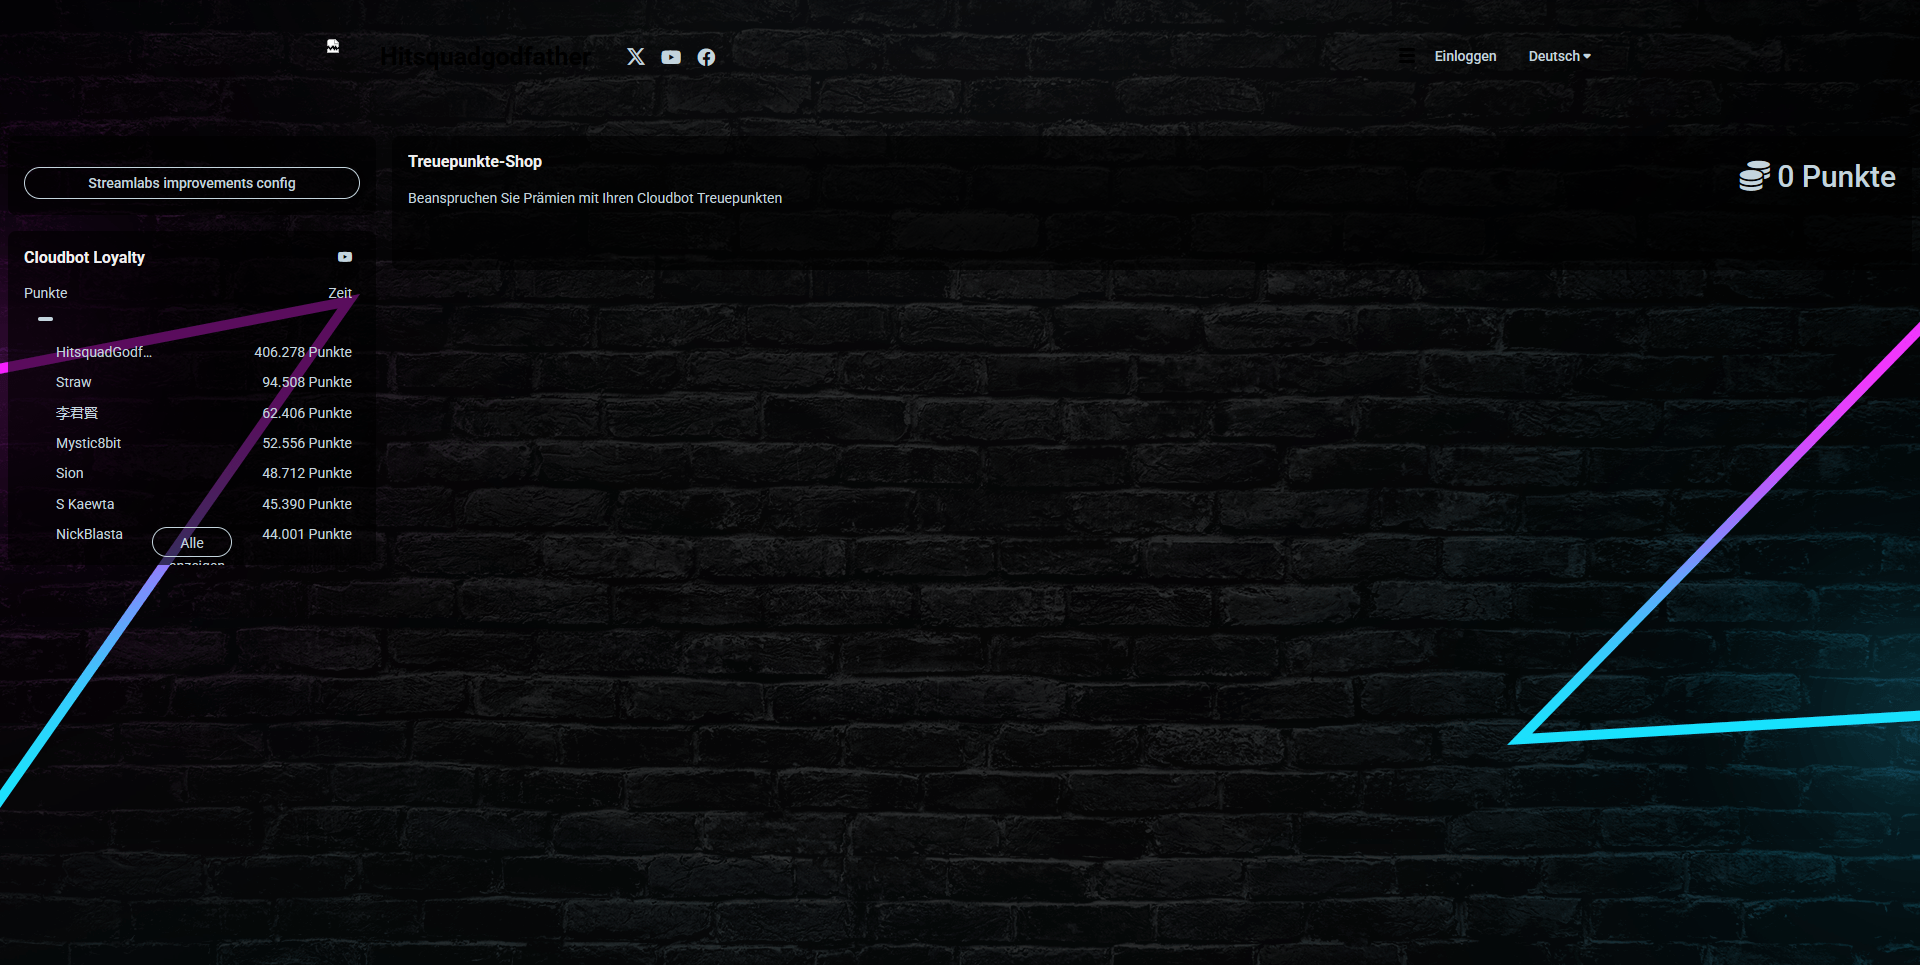 Hitsquadgodfather
Einloggen
Deutsch
Streamlabs improvements config
Treuepunkte-Shop
Beanspruchen Sie Prämien mit Ihren Cloudbot Treuepunkten
0 Punkte
Cloudbot Loyalty
Punkte Zeit
HitsquadGodf... 406.278 Punkte
Straw 94.508 Punkte
李君賢 62.406 Punkte
Mystic8bit 52.556 Punkte
Sion 48.712 Punkte
S Kaewta 45.390 Punkte
NickBlasta 44.001 Punkte
Alle
anzeigen